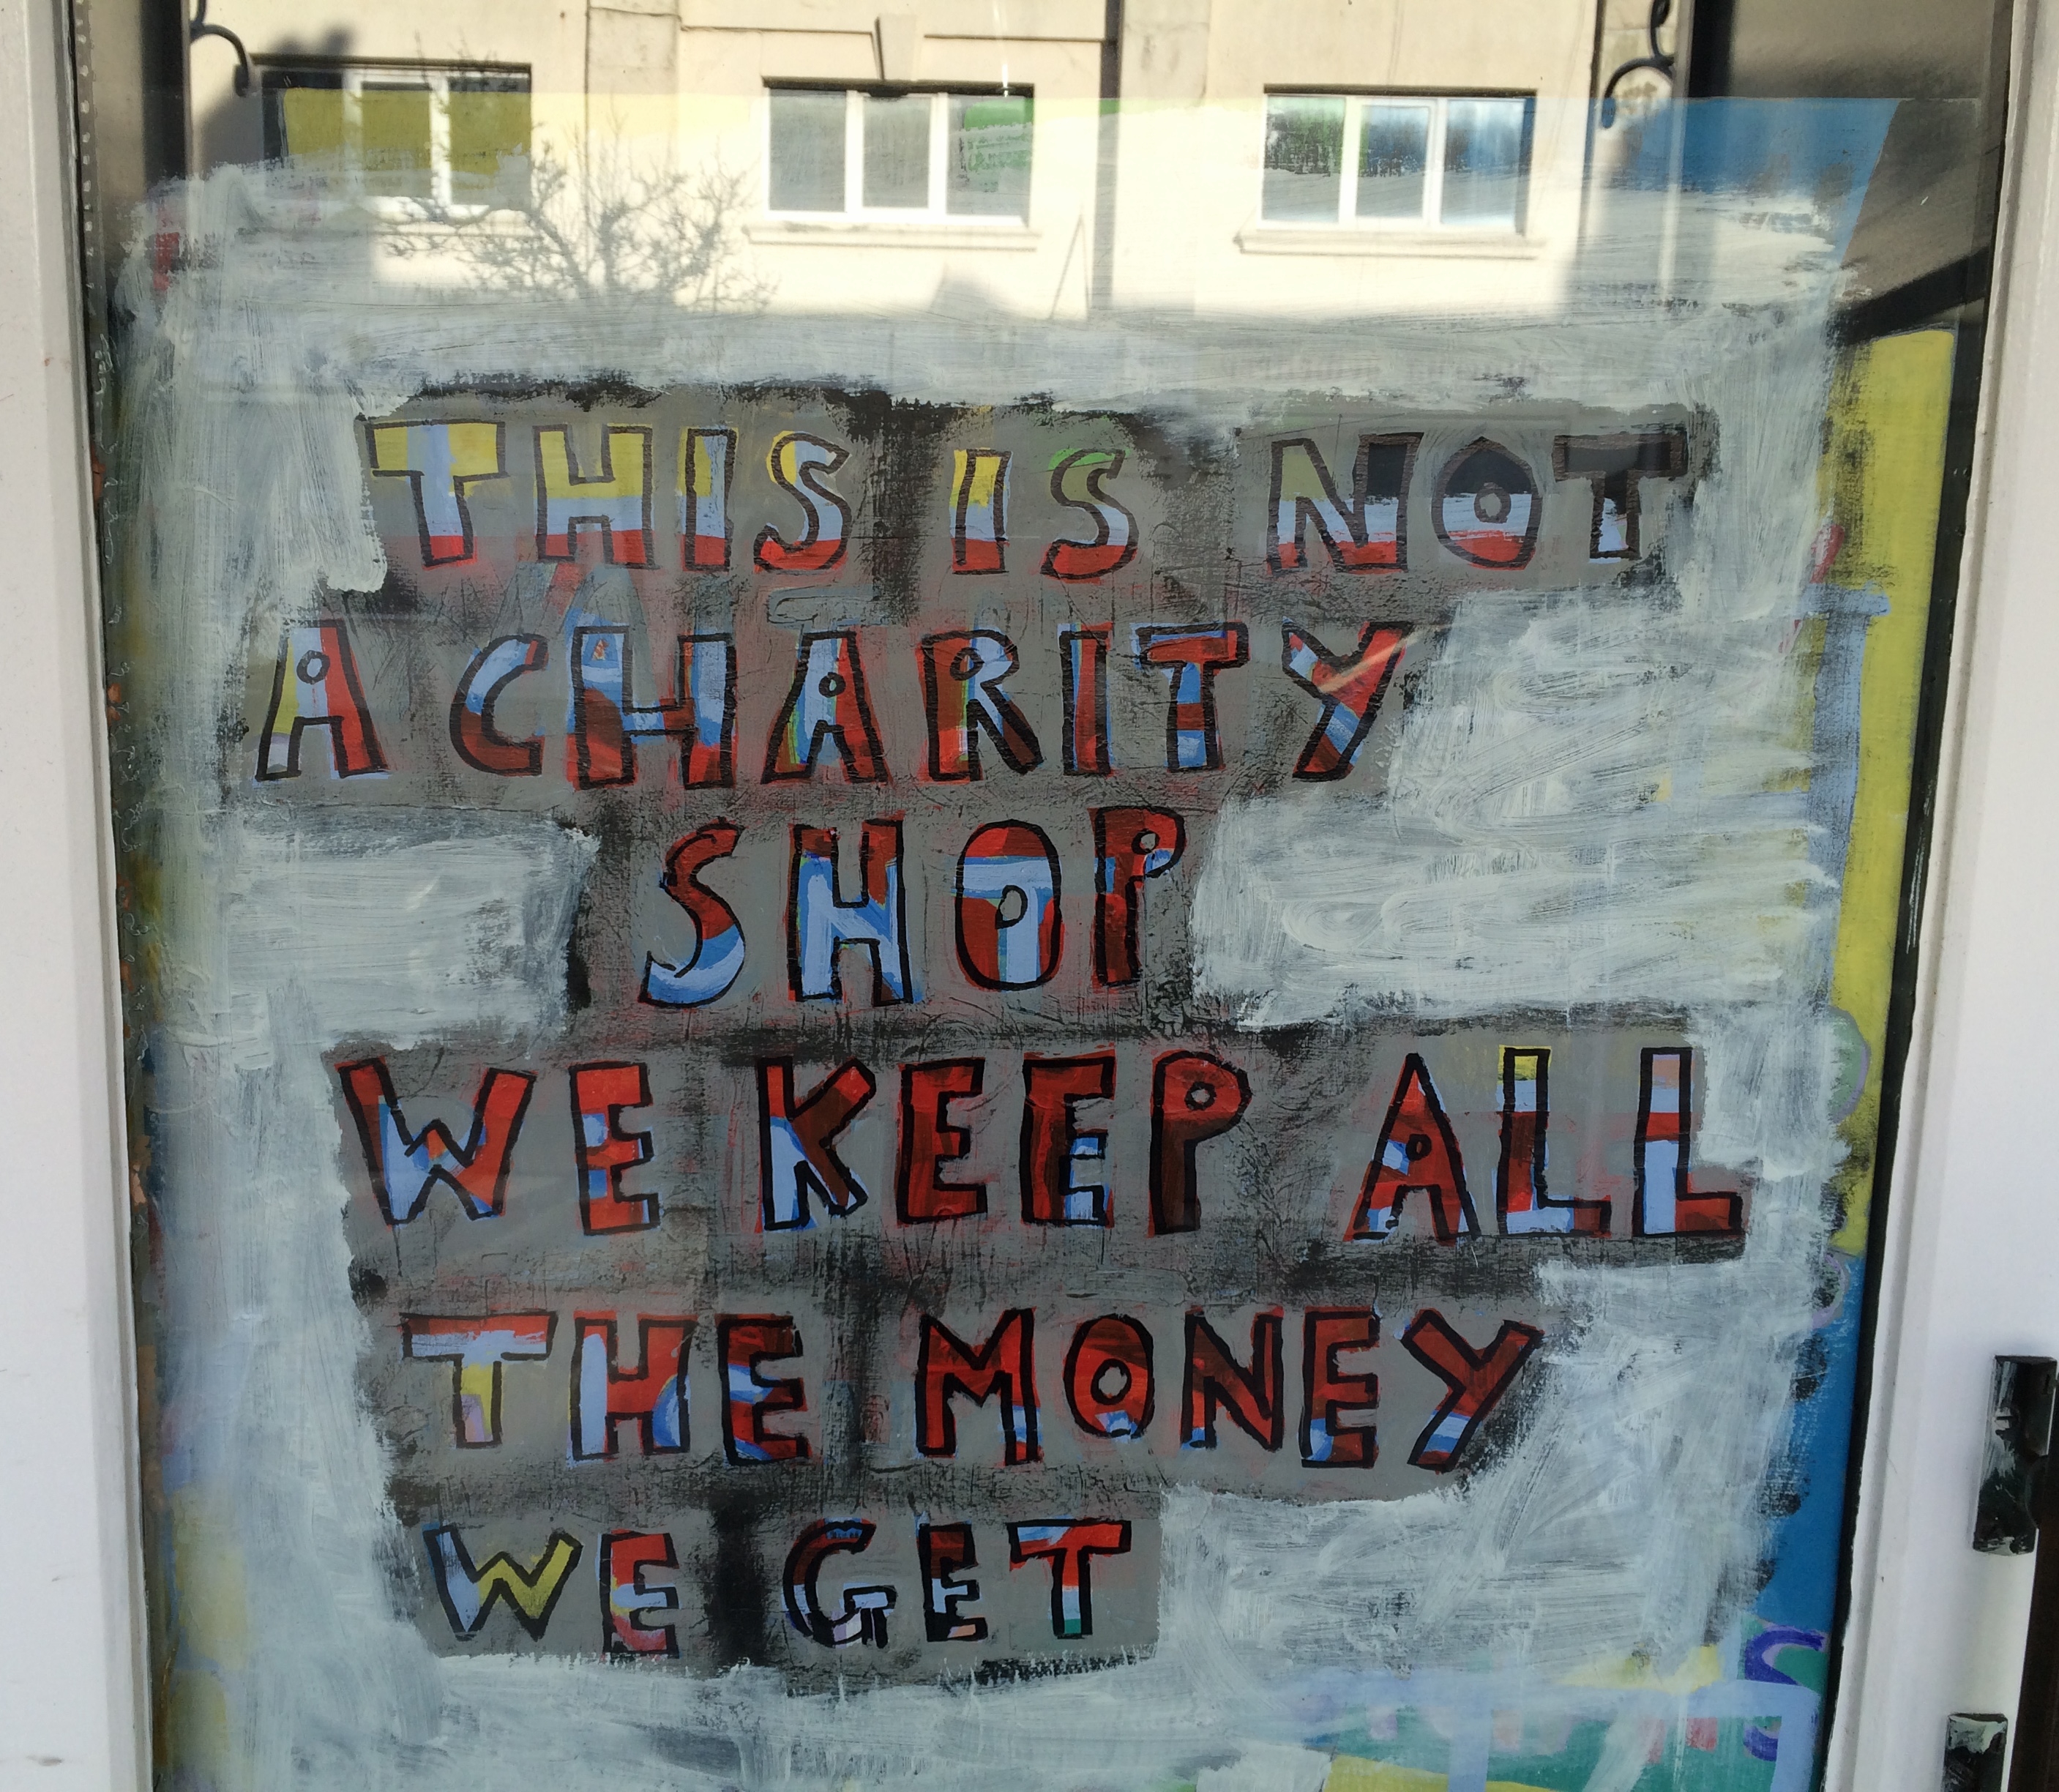 THIS IS NOT
A CHARITY
SHOP
WE KEEP ALL
THE MONEY
WE GET